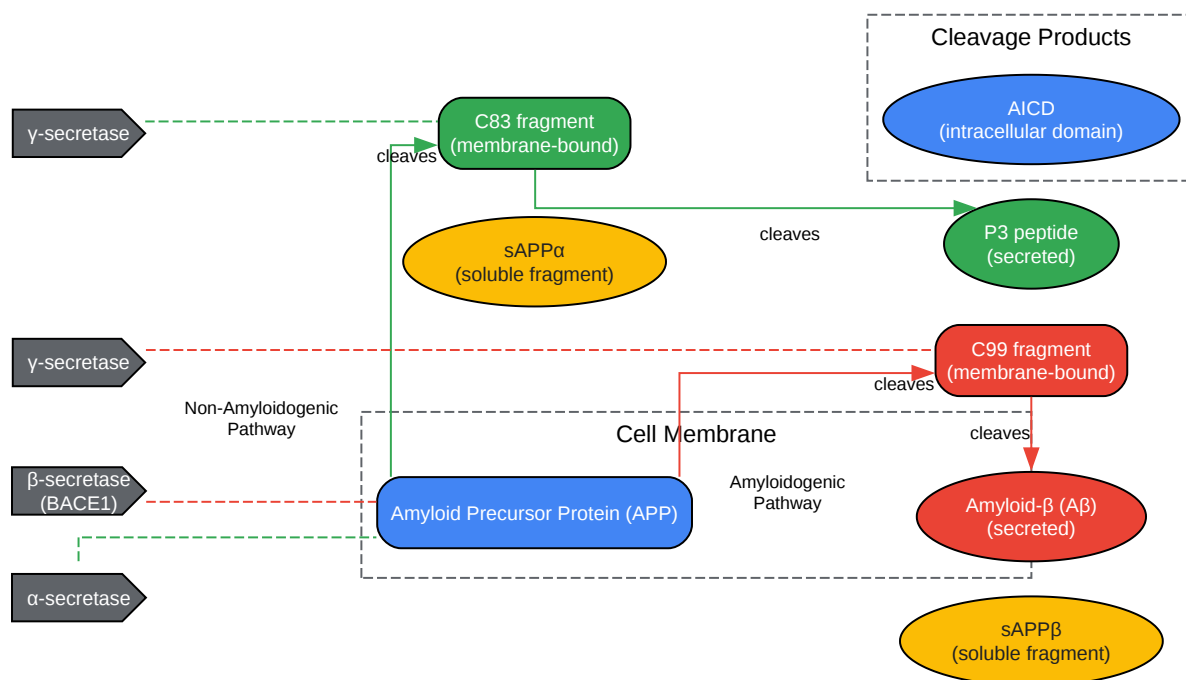 Cleavage Products
AICD
(intracellular domain)
γ-secretase
C83 fragment
(membrane-bound)
cleaves
cleaves
P3 peptide
(secreted)
sAPPα
(soluble fragment)
γ-secretase
C99 fragment
(membrane-bound)
cleaves
Non-Amyloidogenic
Pathway
Cell Membrane
cleaves
β-secretase
(BACE1)
Amyloid Precursor Protein (APP)
Amyloidogenic
Pathway
Amyloid-β (Aβ)
(secreted)
α-secretase
sAPPβ
(soluble fragment)